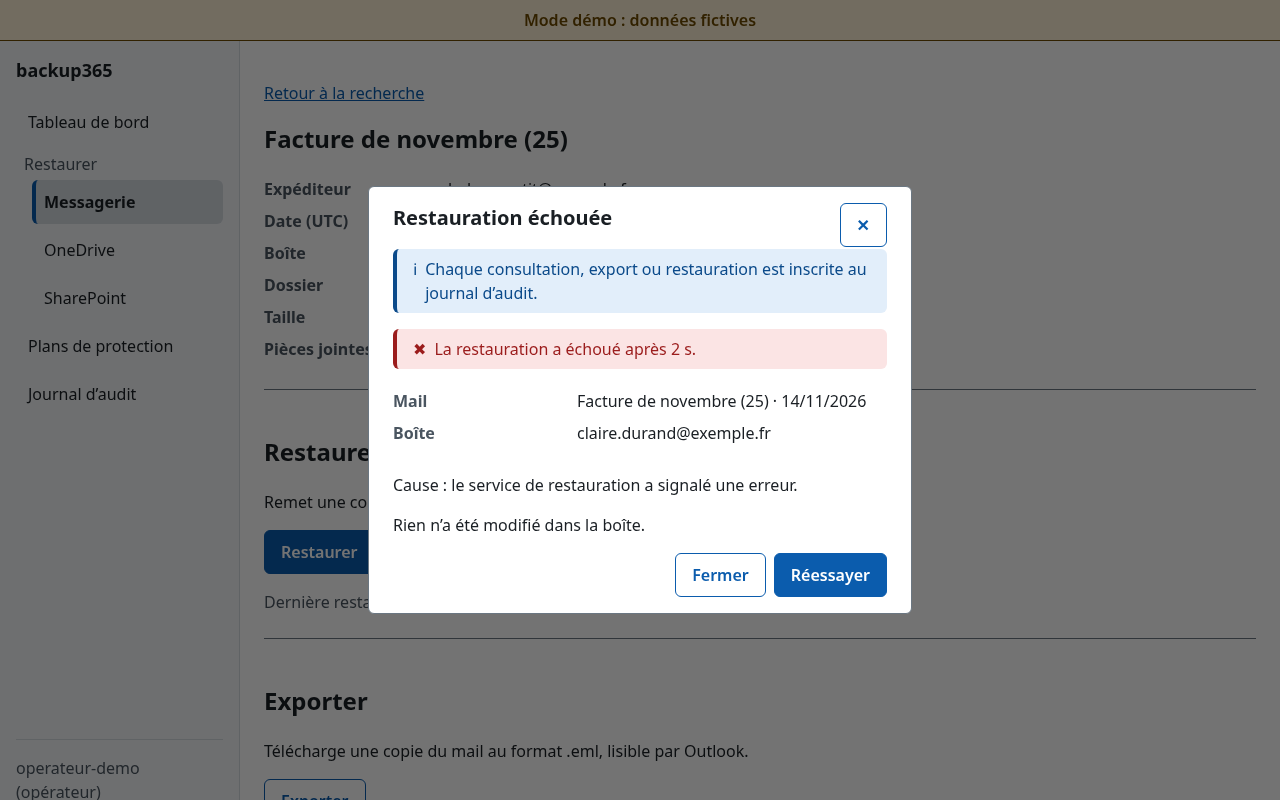 Mode démo : données fictives
backup365
Tableau de bord
Restaurer
Messagerie
OneDrive
SharePoint
Plans de protection
Journal d’audit
operateur-demo
(opérateur)
Retour à la recherche
Facture de novembre (25)
Expéditeur
Date (UTC)
Boîte
Dossier
Taille
Pièces jointes
Remet une co
Restaurer
Exporter
Télécharge une copie du mail au format .eml, lisible par Outlook.
Exporter
Restauration échouée
×
i Chaque consultation, export ou restauration est inscrite au
journal d’audit.
✖ La restauration a échoué après 2 s.
Mail Facture de novembre (25) · 14/11/2026
Boîte claire.durand@exemple.fr
Cause : le service de restauration a signalé une erreur.
Rien n’a été modifié dans la boîte.
Fermer Réessayer